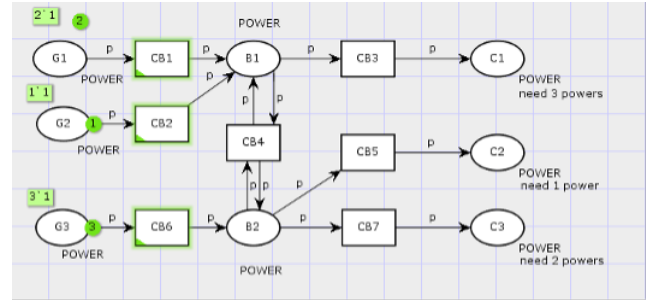 2`1 2 POWER
G1 p CB1 p B1 p CB3 p C1
POWER p POWER
need 3 powers
1`1 p p
G2 1 p CB2
POWER CB4 CB5 p C2
p p p POWER
need 1 power
3`1
G3 3 p CB6 p B2 p CB7 p C3
POWER POWER POWER
need 2 powers